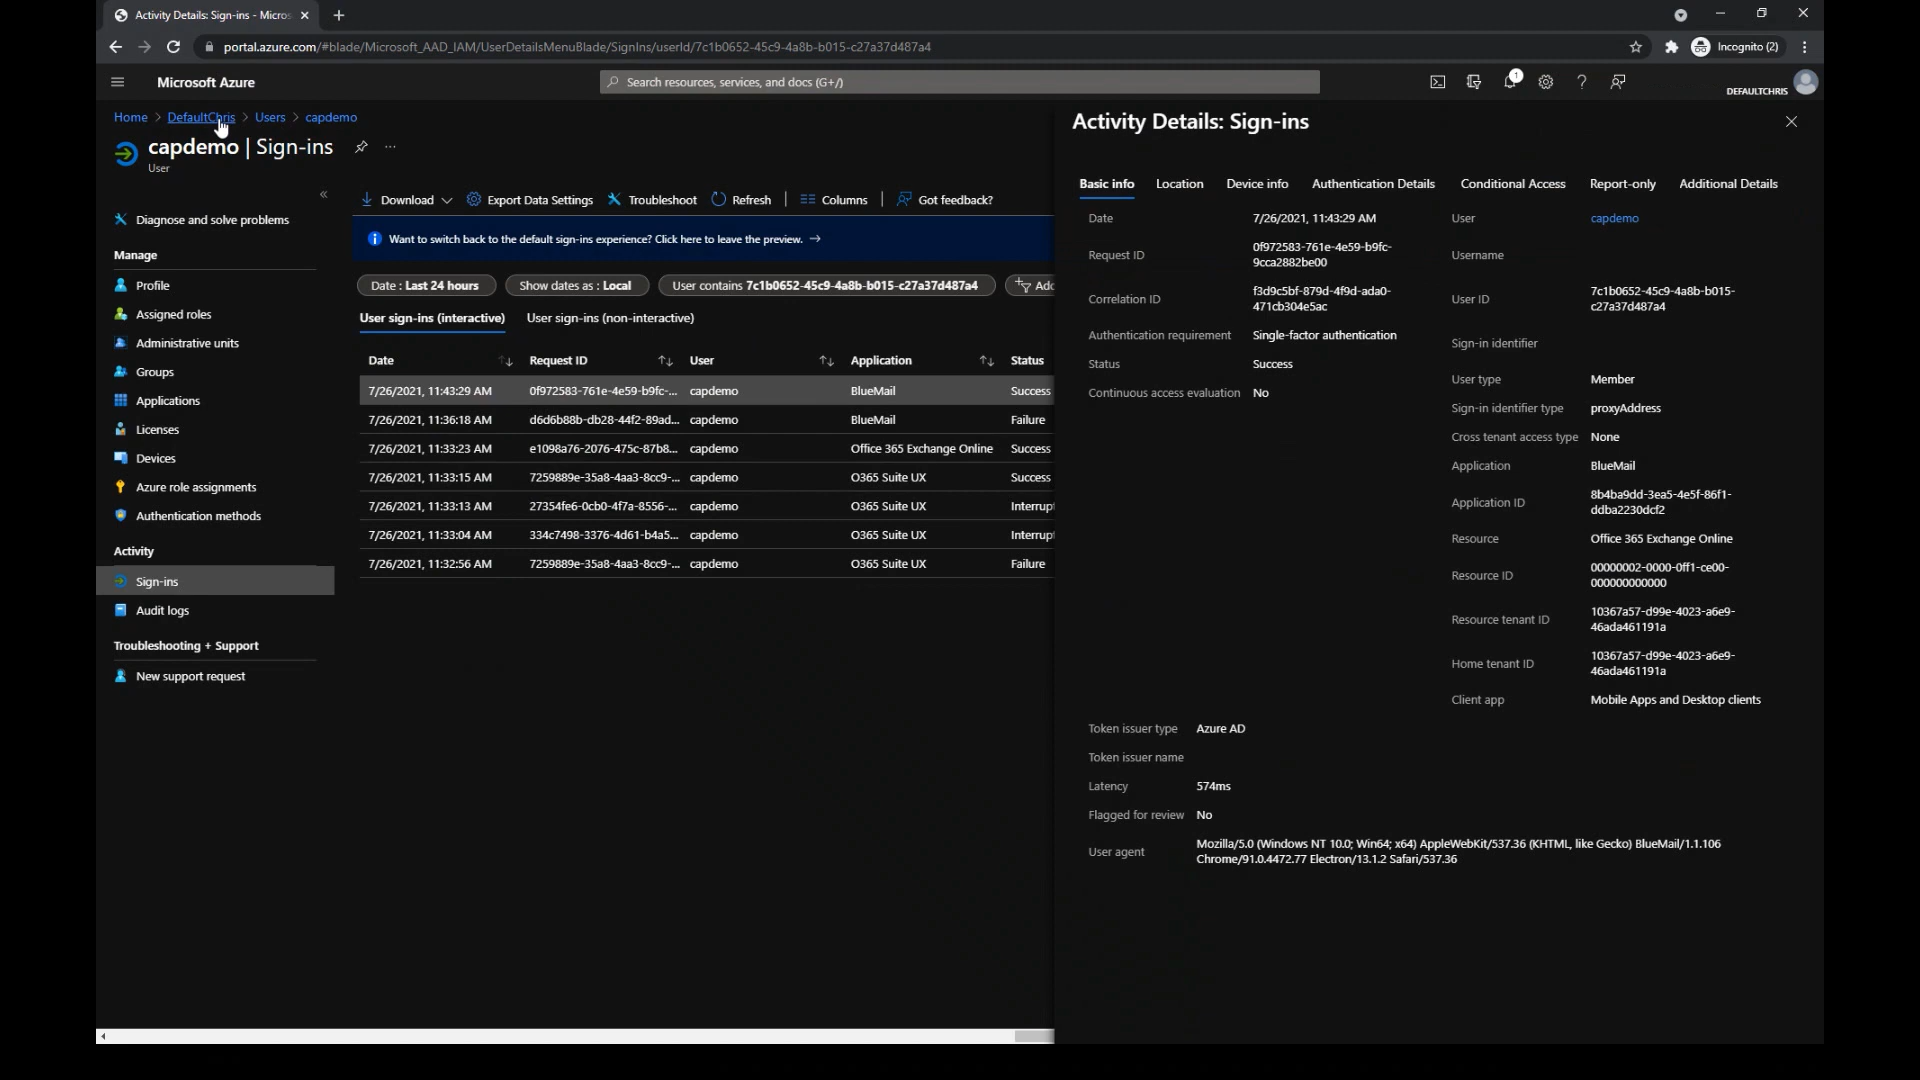 Activity Details: Sign-ins - Micros
portal.azure.com/#blade/Microsoft_AAD_IAM/UserDetailsMenuBlade/SignIns/userId/7c1b0652-45c9-4a8b-b015-c27a37d487a4
Incognito (2)
Microsoft Azure
Search resources, services, and docs (G+/)
1
DEFAULTCHRIS
Home > DefaultChris > Users > capdemo
capdemo | Sign-ins
User
Diagnose and solve problems
Manage
Profile
Assigned roles
Administrative units
Groups
Applications
Licenses
Devices
Azure role assignments
Authentication methods
Activity
Sign-ins
Audit logs
Troubleshooting + Support
New support request
Download Export Data Settings Troubleshoot Refresh Columns Got feedback?
Want to switch back to the default sign-ins experience? Click here to leave the preview.
Date : Last 24 hours Show dates as : Local User contains 7c1b0652-45c9-4a8b-b015-c27a37d487a4 Add
User sign-ins (interactive) User sign-ins (non-interactive)
Date Request ID User Application Status
7/26/2021, 11:43:29 AM 0f972583-761e-4e59-b9fc-... capdemo BlueMail Success
7/26/2021, 11:36:18 AM d6d6b88b-db28-44f2-89ad... capdemo BlueMail Failure
7/26/2021, 11:33:23 AM e1098a76-2076-475c-87b8... capdemo Office 365 Exchange Online Success
7/26/2021, 11:33:15 AM 7259889e-35a8-4aa3-8cc9-... capdemo O365 Suite UX Success
7/26/2021, 11:33:13 AM 27354fe6-0cb0-4f7a-8556-... capdemo O365 Suite UX Interrupt
7/26/2021, 11:33:04 AM 334c7498-3376-4d61-b4a5... capdemo O365 Suite UX Interrupt
7/26/2021, 11:32:56 AM 7259889e-35a8-4aa3-8cc9-... capdemo O365 Suite UX Failure
Activity Details: Sign-ins
Basic info Location Device info Authentication Details Conditional Access Report-only Additional Details
Date 7/26/2021, 11:43:29 AM
Request ID 0f972583-761e-4e59-b9fc-
9cca2882be00
Correlation ID f3d9c5bf-879d-4f9d-ada0-
471cb304e5ac
Authentication requirement Single-factor authentication
Status Success
Continuous access evaluation No
User capdemo
Username
User ID 7c1b0652-45c9-4a8b-b015-
c27a37d487a4
Sign-in identifier
User type Member
Sign-in identifier type proxyAddress
Cross tenant access type None
Application BlueMail
Application ID 8b4ba9dd-3ea5-4e5f-86f1-
ddba2230dcf2
Resource Office 365 Exchange Online
Resource ID 00000002-0000-0ff1-ce00-
000000000000
Resource tenant ID 10367a57-d99e-4023-a6e9-
46ada461191a
Home tenant ID 10367a57-d99e-4023-a6e9-
46ada461191a
Client app Mobile Apps and Desktop clients
Token issuer type Azure AD
Token issuer name
Latency 574ms
Flagged for review No
User agent Mozilla/5.0 (Windows NT 10.0; Win64; x64) AppleWebKit/537.36 (KHTML, like Gecko) BlueMail/1.1.106
Chrome/91.0.4472.77 Electron/13.1.2 Safari/537.36